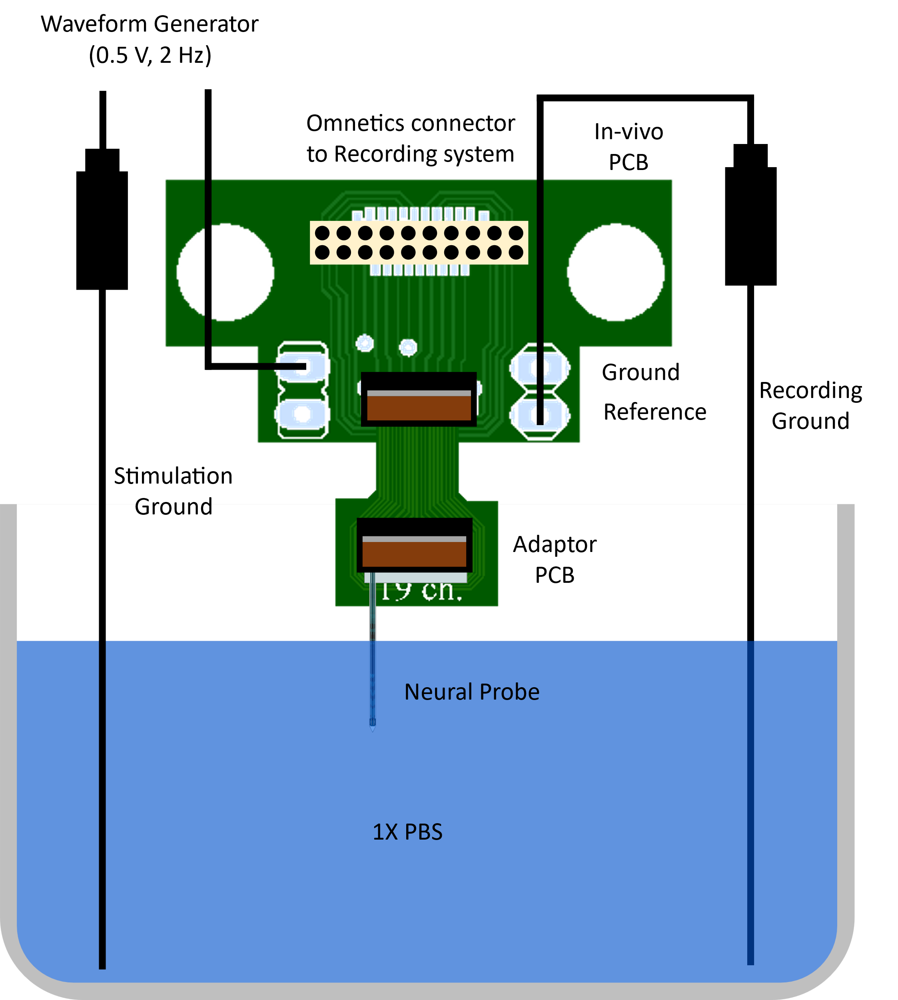 Waveform Generator
(0.5 V, 2 Hz)
Omnetics connector
to Recording system
In-vivo
PCB
Ground
Reference
Recording
Ground
Stimulation
Ground
Adaptor
PCB
19 ch.
Neural Probe
1X PBS